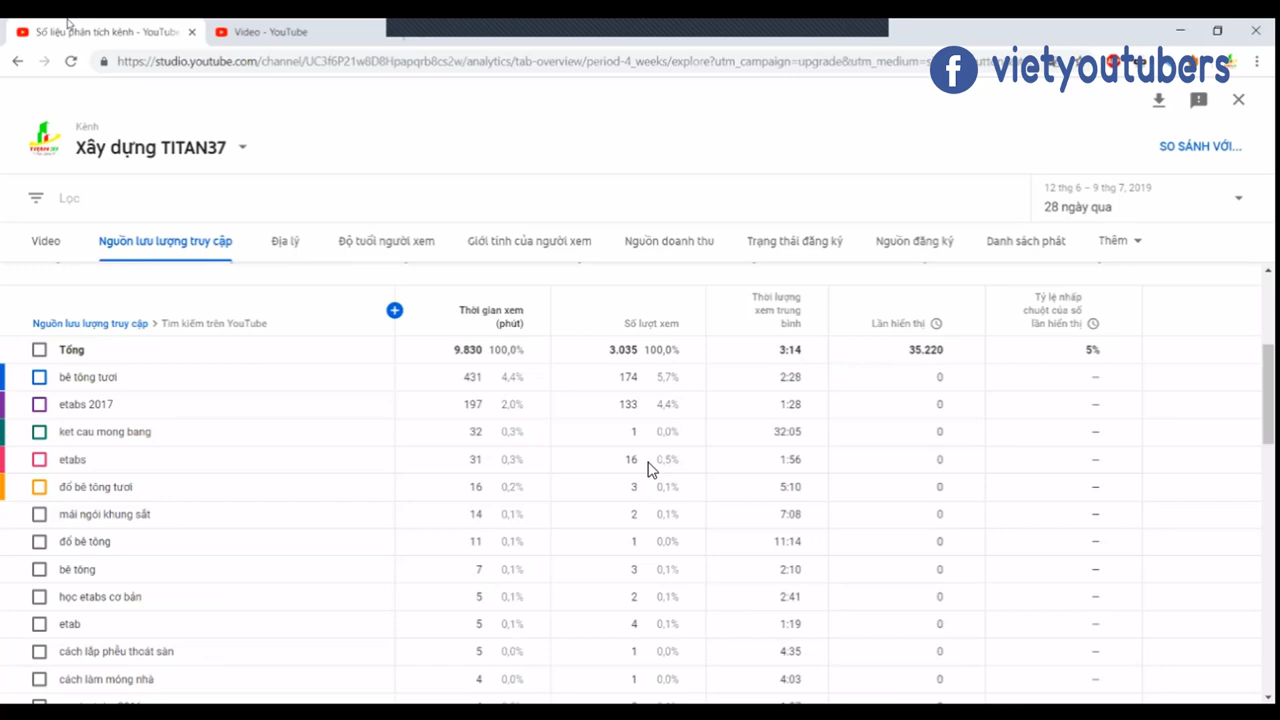 Số liệu phân tích kênh - YouTube
Video - YouTube
https://studio.youtube.com/channel/UC3f6P21w8D8Hpapqrb8cs2w/analytics/tab-overview/period-4_weeks/explore?utm_campaign=upgrade&utm_medium=
vietyoutubers
Kênh
Xây dựng TITAN37
SO SÁNH VỚI...
Lọc
12 thg 6 – 9 thg 7, 2019
28 ngày qua
Video Nguồn lưu lượng truy cập Địa lý Độ tuổi người xem Giới tính của người xem Nguồn doanh thu Trạng thái đăng ký Nguồn đăng ký Danh sách phát Thêm
Nguồn lưu lượng truy cập > Tìm kiếm trên YouTube
Thời gian xem
(phút)
Số lượt xem
Thời lượng
xem trung
bình
Lần hiển thị
Tỷ lệ nhấp
chuột của số
lần hiển thị
Tổng 9.830 100,0% 3.035 100,0% 3:14 35.220 5%
bê tông tươi 431 4,4% 174 5,7% 2:28 0 –
etabs 2017 197 2,0% 133 4,4% 1:28 0 –
ket cau mong bang 32 0,3% 1 0,0% 32:05 0 –
etabs 31 0,3% 16 0,5% 1:56 0 –
đổ bê tông tươi 16 0,2% 3 0,1% 5:10 0 –
mái ngói khung sắt 14 0,1% 2 0,1% 7:08 0 –
đổ bê tông 11 0,1% 1 0,0% 11:14 0 –
bê tông 7 0,1% 3 0,1% 2:10 0 –
học etabs cơ bản 5 0,1% 2 0,1% 2:41 0 –
etab 5 0,1% 4 0,1% 1:19 0 –
cách lắp phễu thoát sàn 5 0,0% 1 0,0% 4:35 0 –
cách làm móng nhà 4 0,0% 1 0,0% 4:03 0 –